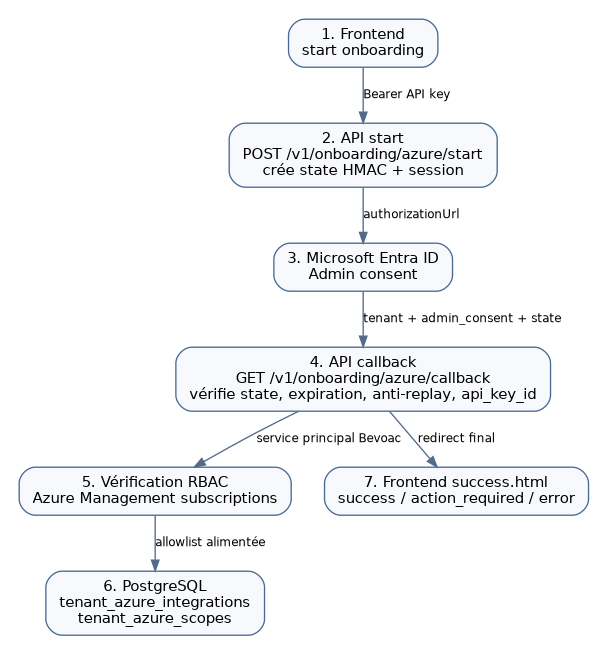 1. Frontend
start onboarding
Bearer API key
2. API start
POST /v1/onboarding/azure/start
crée state HMAC + session
authorizationUrl
3. Microsoft Entra ID
Admin consent
tenant + admin_consent + state
4. API callback
GET /v1/onboarding/azure/callback
vérifie state, expiration, anti-replay, api_key_id
service principal Bevoac
redirect final
5. Vérification RBAC
Azure Management subscriptions
7. Frontend success.html
success / action_required / error
allowlist alimentée
6. PostgreSQL
tenant_azure_integrations
tenant_azure_scopes